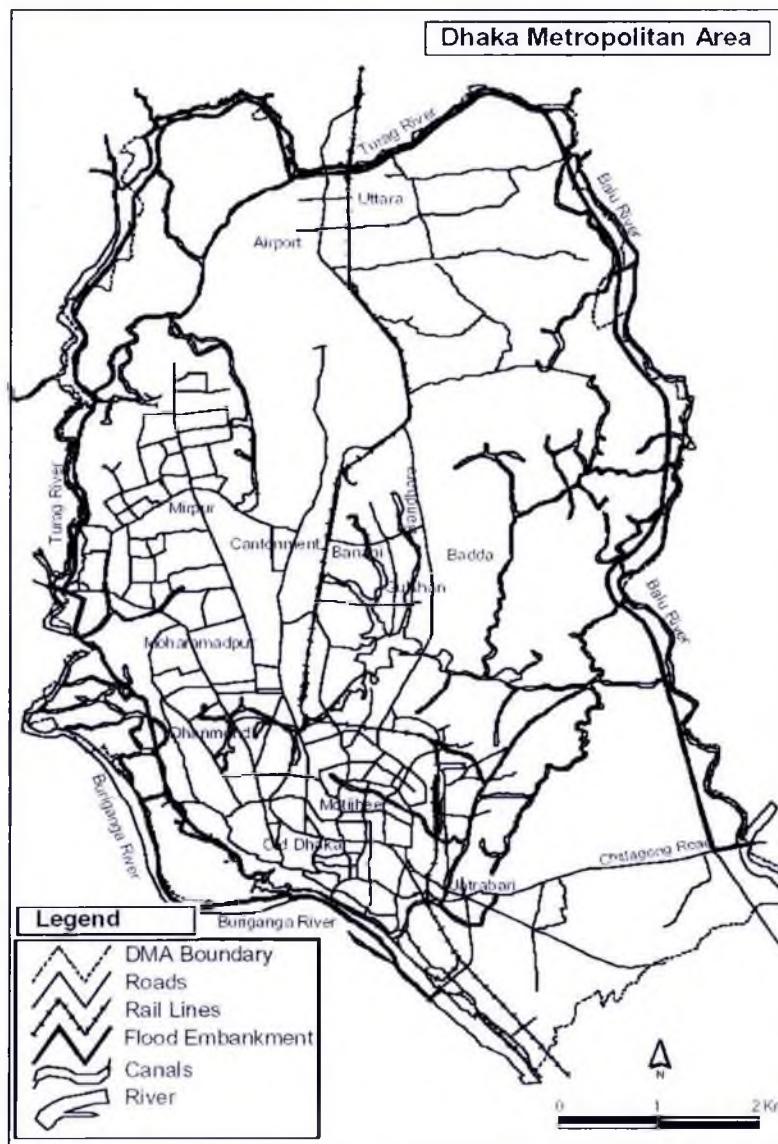 Dhaka Metropolitan Area
Turag River
Uttara
Balu River
Airport
Turag River
Mirpur
Cantonment
Banani
Badda
Gulshan
Balu River
Mohammadpur
Dhanmondi
Buriganga River
Motijheel
Old Dhaka
Chittagong Road
Jatrabari
Buriganga River
Legend
DMA Boundary
Roads
Rail Lines
Flood Embankment
Canals
River
N
0 1 2 Km